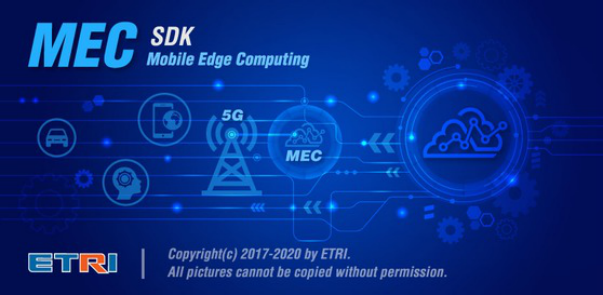 MEC SDK
Mobile Edge Computing
5G
MEC
ETRI
Copyright(c) 2017-2020 by ETRI.
All pictures cannot be copied without permission.